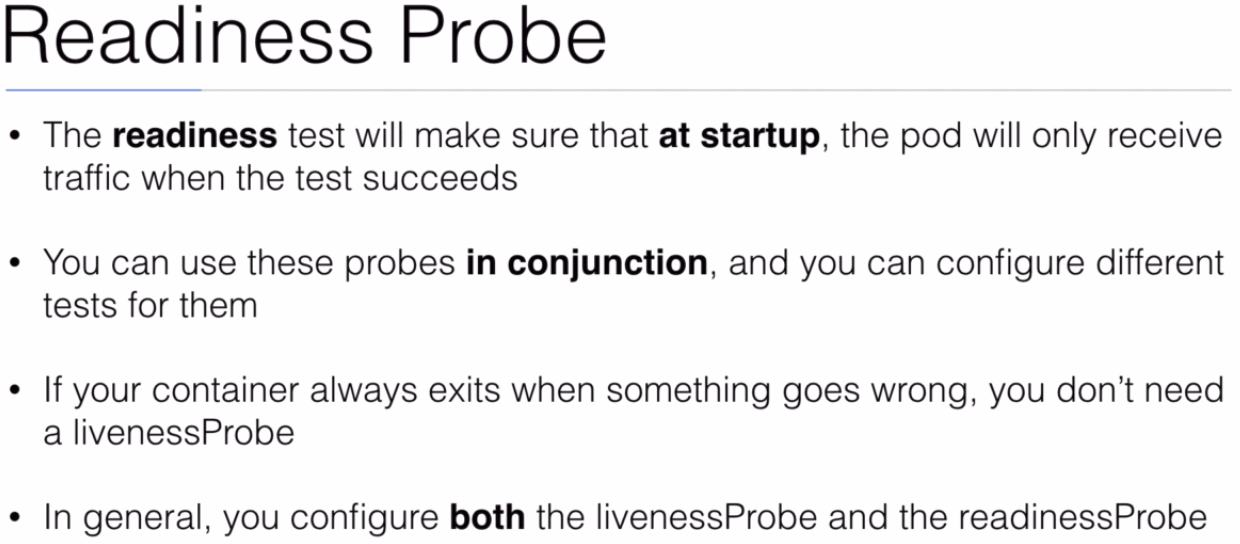 Readiness Probe
• The readiness test will make sure that at startup, the pod will only receive
traffic when the test succeeds
• You can use these probes in conjunction, and you can configure different
tests for them
• If your container always exits when something goes wrong, you don’t need
a livenessProbe
• In general, you configure both the livenessProbe and the readinessProbe